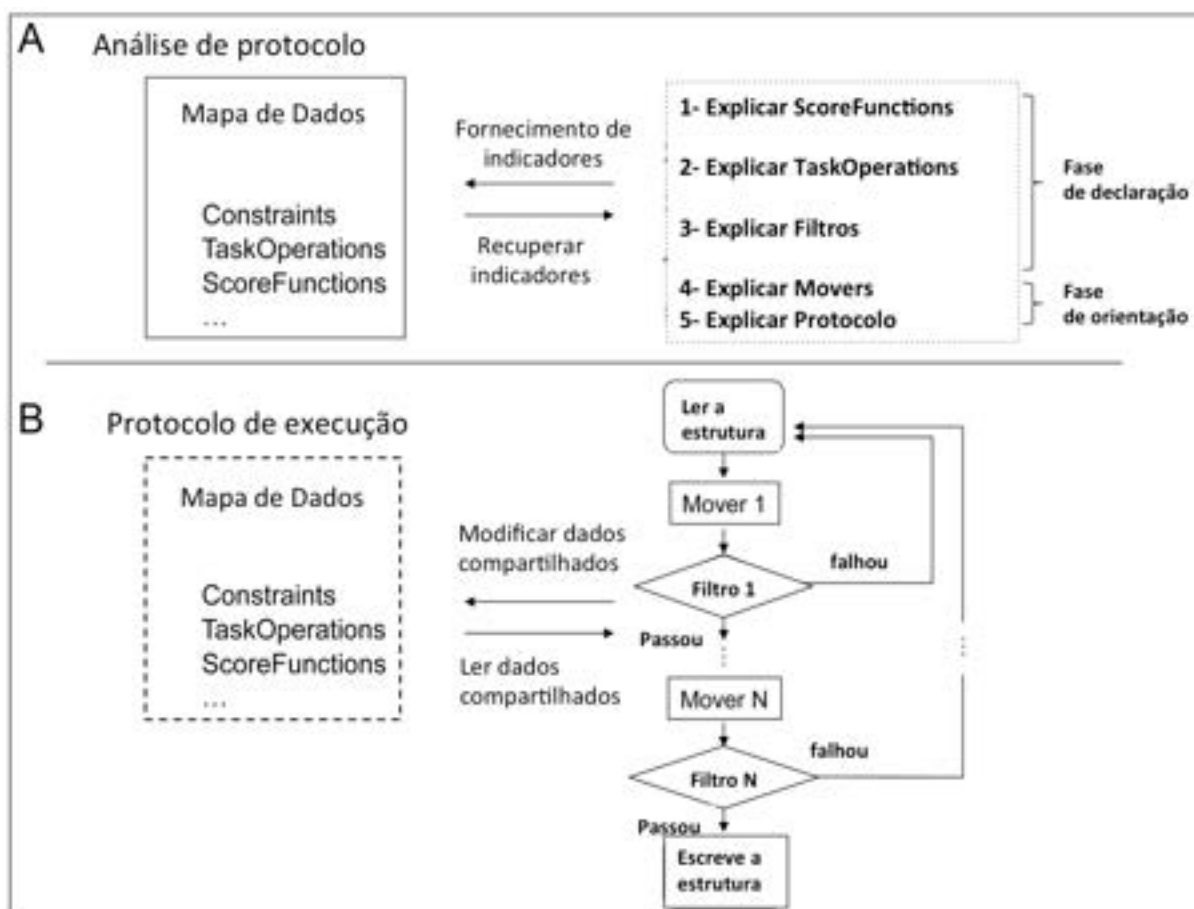 A
Análise de protocolo
Mapa de Dados
Constraints
TaskOperations
ScoreFunctions
...
Fornecimento de
indicadores
Recuperar
indicadores
1- Explicar ScoreFunctions
2- Explicar TaskOperations
3- Explicar Filtros
4- Explicar Movers
5- Explicar Protocolo
Fase
de declaração
Fase
de orientação
B
Protocolo de execução
Mapa de Dados
Constraints
TaskOperations
ScoreFunctions
...
Modificar dados
compartilhados
Ler dados
compartilhados
Ler a
estrutura
Mover 1
Filtro 1
falhou
Passou
Mover N
Filtro N
falhou
Passou
Escreve a
estrutura